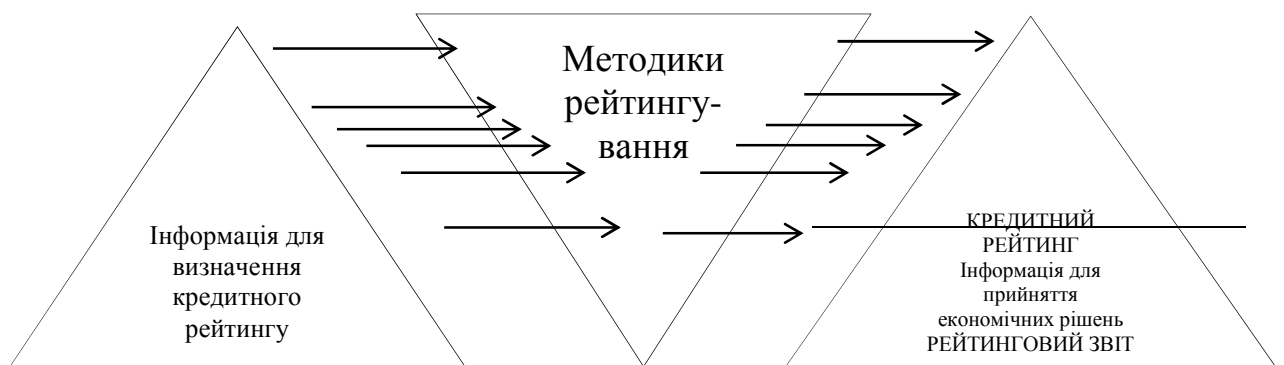 Інформація для
визначення
кредитного
рейтингу
Методики
рейтингу-
вання
КРЕДИТНИЙ
РЕЙТИНГ
Інформація для
прийняття
економічних рішень
РЕЙТИНГОВИЙ ЗВІТ